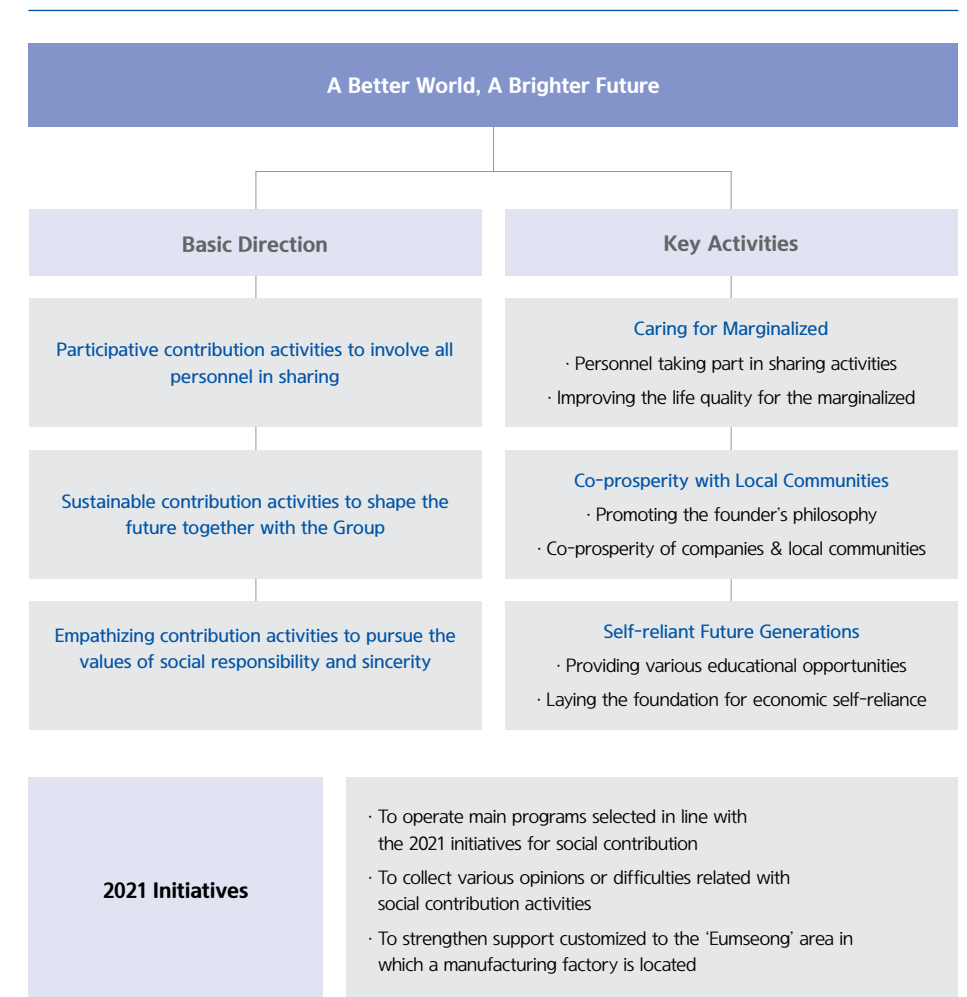 A Better World, A Brighter Future
Basic Direction
Participative contribution activities to involve all
personnel in sharing
Sustainable contribution activities to shape the
future together with the Group
Empathizing contribution activities to pursue the
values of social responsibility and sincerity
Key Activities
Caring for Marginalized
· Personnel taking part in sharing activities
· Improving the life quality for the marginalized
Co-prosperity with Local Communities
· Promoting the founder's philosophy
· Co-prosperity of companies & local communities
Self-reliant Future Generations
· Providing various educational opportunities
· Laying the foundation for economic self-reliance
2021 Initiatives
· To operate main programs selected in line with
the 2021 initiatives for social contribution
· To collect various opinions or difficulties related with
social contribution activities
· To strengthen support customized to the ‘Eumseong’ area in
which a manufacturing factory is located